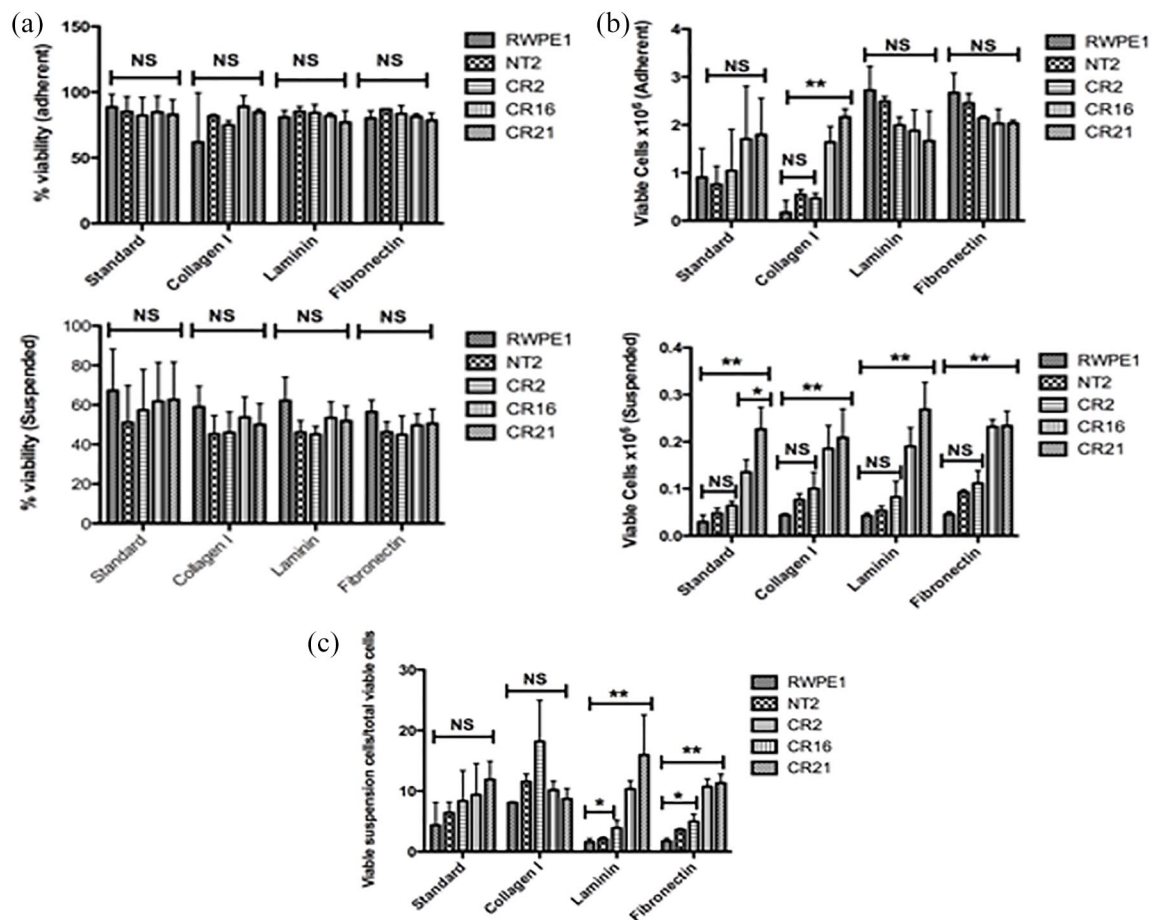 (a)
% viability (adherent)
150
100
50
0
NS
NS
NS
NS
Standard
Collagen I
Laminin
Fibronectin
RWPE1
NT2
CR2
CR16
CR21
(b)
Viable Cells x10⁶ (Adherent)
4
3
2
1
0
NS
NS
**
NS
NS
Standard
Collagen I
Laminin
Fibronectin
RWPE1
NT2
CR2
CR16
CR21
% viability (Suspended)
100
80
60
40
20
0
NS
NS
NS
NS
Standard
Collagen I
Laminin
Fibronectin
RWPE1
NT2
CR2
CR16
CR21
Viable Cells x10⁶ (Suspended)
0.4
0.3
0.2
0.1
0.0
**
*
NS
**
NS
**
NS
**
NS
Standard
Collagen I
Laminin
Fibronectin
RWPE1
NT2
CR2
CR16
CR21
(c)
Viable suspension cells/total viable cells
30
20
10
0
NS
NS
**
*
**
*
Standard
Collagen I
Laminin
Fibronectin
RWPE1
NT2
CR2
CR16
CR21